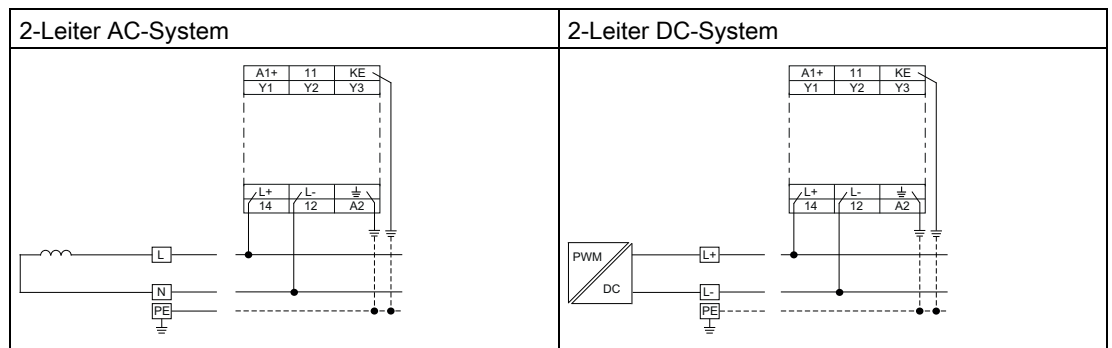 2-Leiter AC-System
A1+ 11 KE
Y1 Y2 Y3
L+ L-
14 12 A2
L
N
PE
2-Leiter DC-System
A1+ 11 KE
Y1 Y2 Y3
L+ L-
14 12 A2
PWM
DC
L+
L-
PE